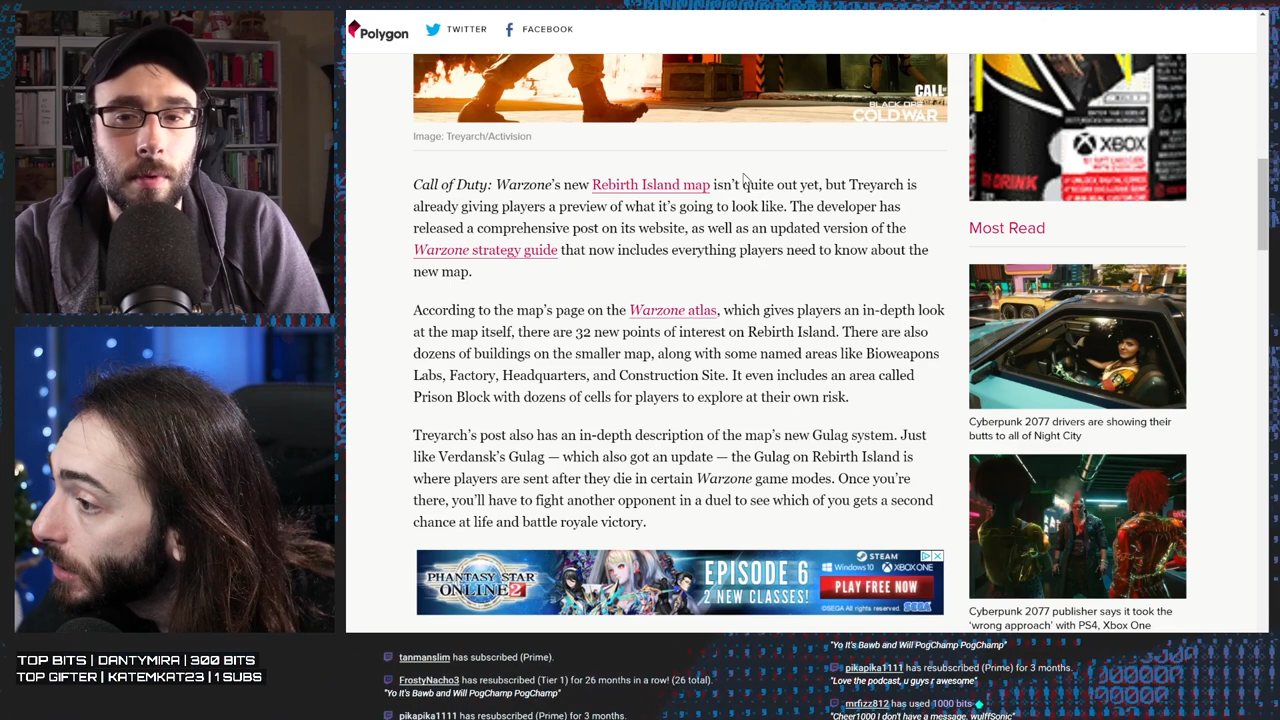 Polygon
TWITTER
FACEBOOK
CALL
BLACK OPS
COLD WAR
Image: Treyarch/Activision
Call of Duty: Warzone's new Rebirth Island map isn't quite out yet, but Treyarch is
already giving players a preview of what it's going to look like. The developer has
released a comprehensive post on its website, as well as an updated version of the
Warzone strategy guide that now includes everything players need to know about the
new map.
According to the map's page on the Warzone atlas, which gives players an in-depth look
at the map itself, there are 32 new points of interest on Rebirth Island. There are also
dozens of buildings on the smaller map, along with some named areas like Bioweapons
Labs, Factory, Headquarters, and Construction Site. It even includes an area called
Prison Block with dozens of cells for players to explore at their own risk.
Treyarch's post also has an in-depth description of the map's new Gulag system. Just
like Verdansk's Gulag — which also got an update — the Gulag on Rebirth Island is
where players are sent after they die in certain Warzone game modes. Once you're
there, you'll have to fight another opponent in a duel to see which of you gets a second
chance at life and battle royale victory.
PHANTASY STAR
ONLINE 2
EPISODE 6
2 NEW CLASSES!
STEAM
Windows 10
XBOX ONE
PLAY FREE NOW
©SEGA All rights reserved.
SEGA
XBOX
DRINK
Most Read
Cyberpunk 2077 drivers are showing their
butts to all of Night City
Cyberpunk 2077 publisher says it took the
'wrong approach' with PS4, Xbox One
TOP BITS | DANTYMIRA | 300 BITS
TOP GIFTER | KATEMKAT23 | 1 SUBS
tanmanslim has subscribed (Prime).
FrostyNacho3 has resubscribed (Tier 1) for 26 months in a row! (26 total).
"Yo It's Bawb and Will PogChamp PogChamp"
pikapika1111 has resubscribed (Prime) for 3 months.
"Yo It's Bawb and Will PogChamp PogChamp"
pikapika1111 has resubscribed (Prime) for 3 months.
"Love the podcast, u guys r awesome"
mrfizz812 has used 1000 bits
"Cheer1000 I don't have a message, wulffSonic"